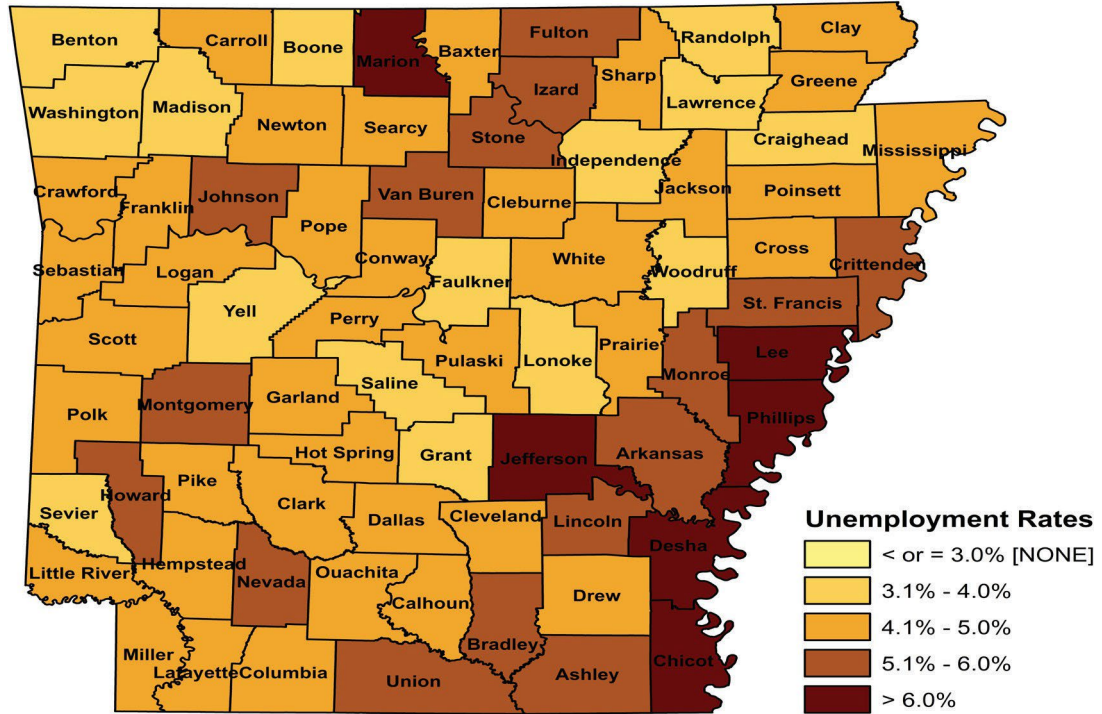 Benton
Carroll
Boone
Marion
Baxter
Fulton
Randolph
Clay
Sharp
Izard
Greene
Lawrence
Washington
Madison
Newton
Searcy
Stone
Craighead
Independence
Mississippi
Crawford
Franklin
Johnson
Van Buren
Cleburne
Jackson
Poinsett
Pope
Conway
White
Cross
Sebastian
Logan
Faulkner
Woodruff
Crittenden
St. Francis
Yell
Perry
Scott
Pulaski
Lonoke
Prairie
Lee
Monroe
Saline
Polk
Montgomery
Garland
Phillips
Hot Spring
Grant
Jefferson
Arkansas
Howard
Pike
Clark
Sevier
Dallas
Cleveland
Lincoln
Desha
Little River
Hempstead
Nevada
Ouachita
Calhoun
Drew
Bradley
Miller
Lafayette
Columbia
Union
Ashley
Chicot
Unemployment Rates
< or = 3.0% [NONE]
3.1% - 4.0%
4.1% - 5.0%
5.1% - 6.0%
> 6.0%